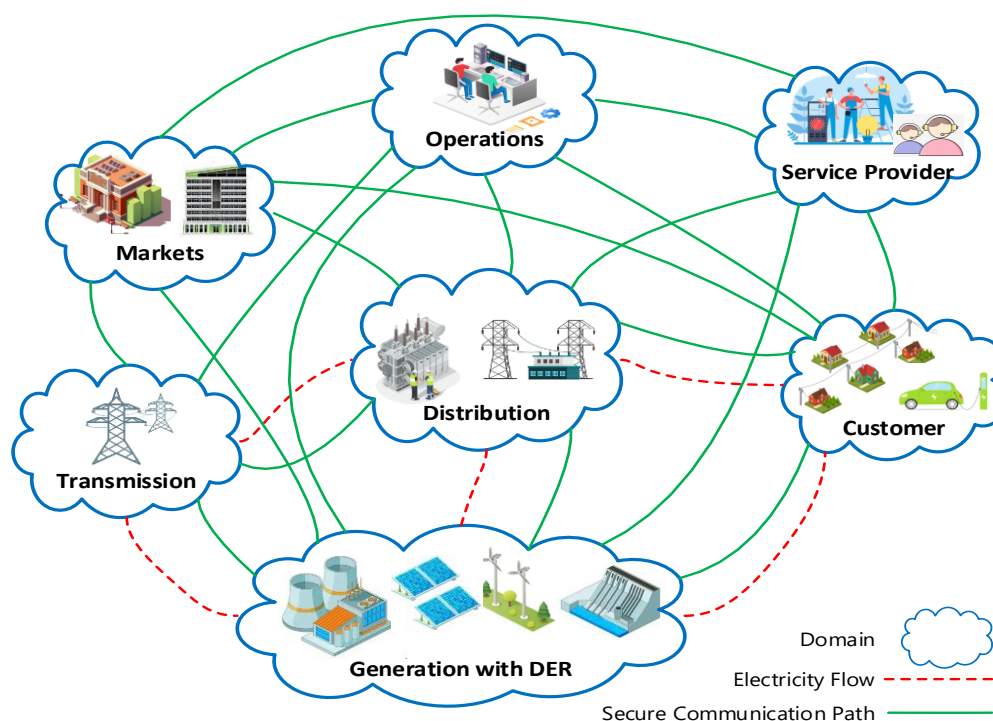 Operations
Service Provider
Markets
Distribution
Customer
Transmission
Generation with DER
Domain
Electricity Flow
Secure Communication Path